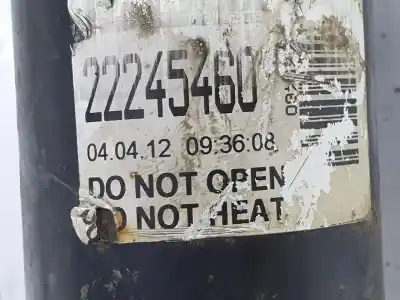 22245460
04.04.12 09:36:08
DO NOT OPEN
DO NOT HEAT